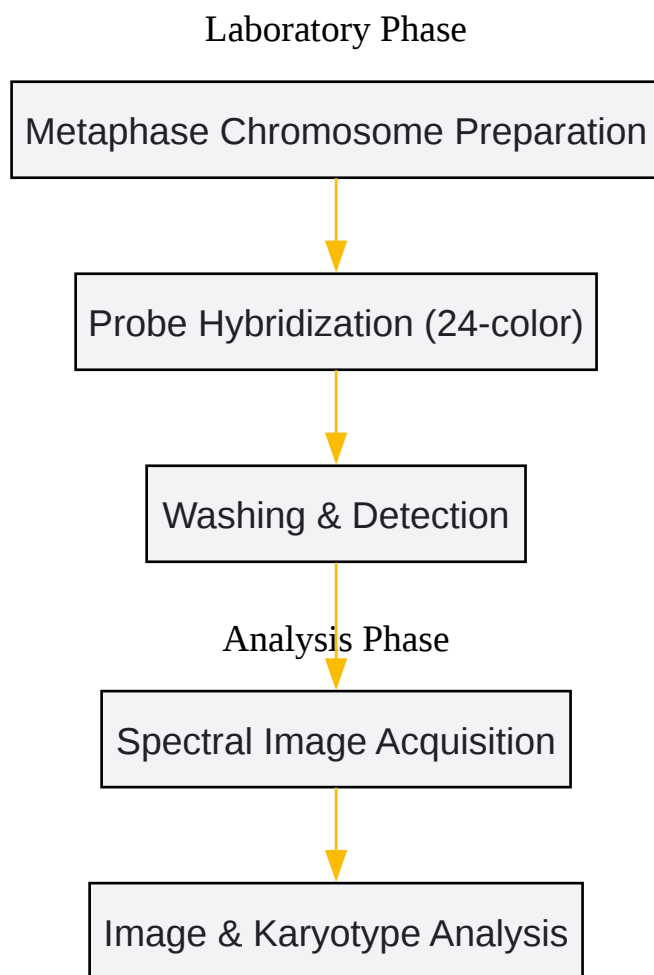 Laboratory Phase
Metaphase Chromosome Preparation
Probe Hybridization (24-color)
Washing & Detection
Analysis Phase
Spectral Image Acquisition
Image & Karyotype Analysis